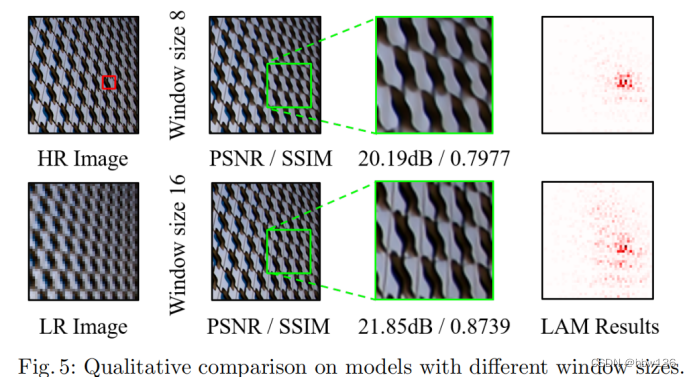 Window size 8
HR Image
PSNR / SSIM
20.19dB / 0.7977
Window size 16
LR Image
PSNR / SSIM
21.85dB / 0.8739
LAM Results
Fig. 5: Qualitative comparison on models with different window sizes.
CSDN @hbw136